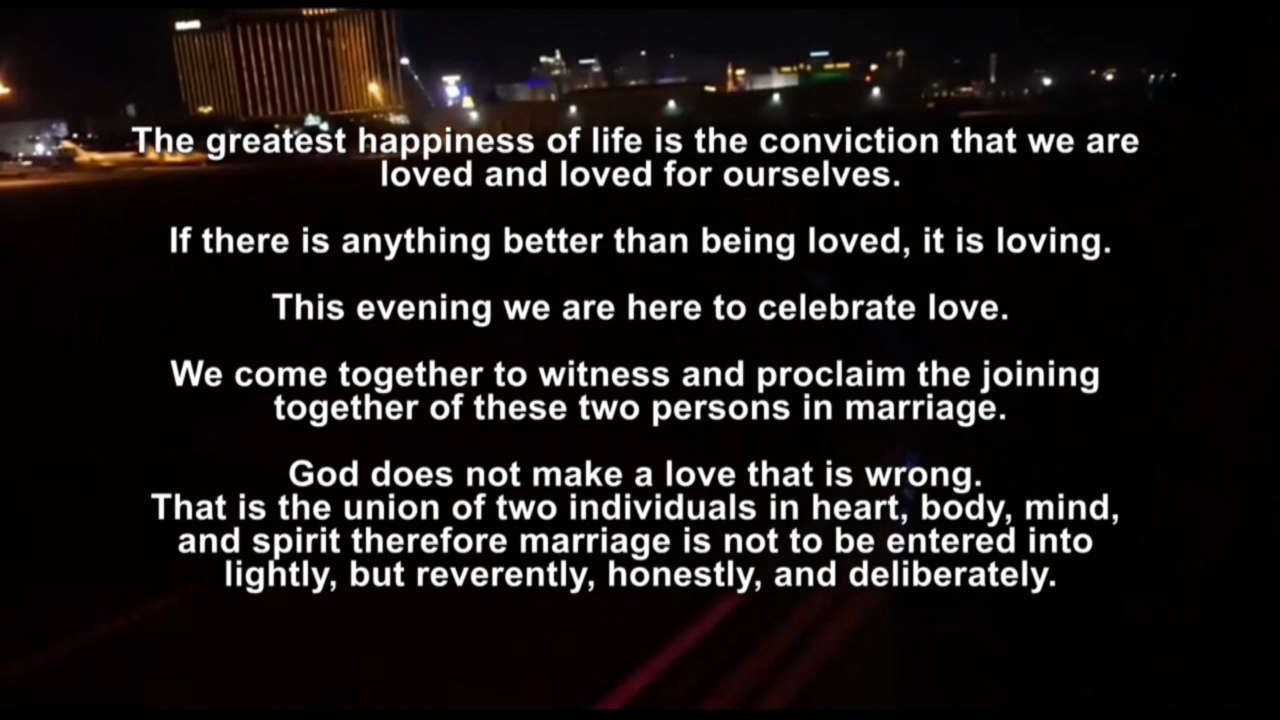 The greatest happiness of life is the conviction that we are
loved and loved for ourselves.
If there is anything better than being loved, it is loving.
This evening we are here to celebrate love.
We come together to witness and proclaim the joining
together of these two persons in marriage.
God does not make a love that is wrong.
That is the union of two individuals in heart, body, mind,
and spirit therefore marriage is not to be entered into
lightly, but reverently, honestly, and deliberately.